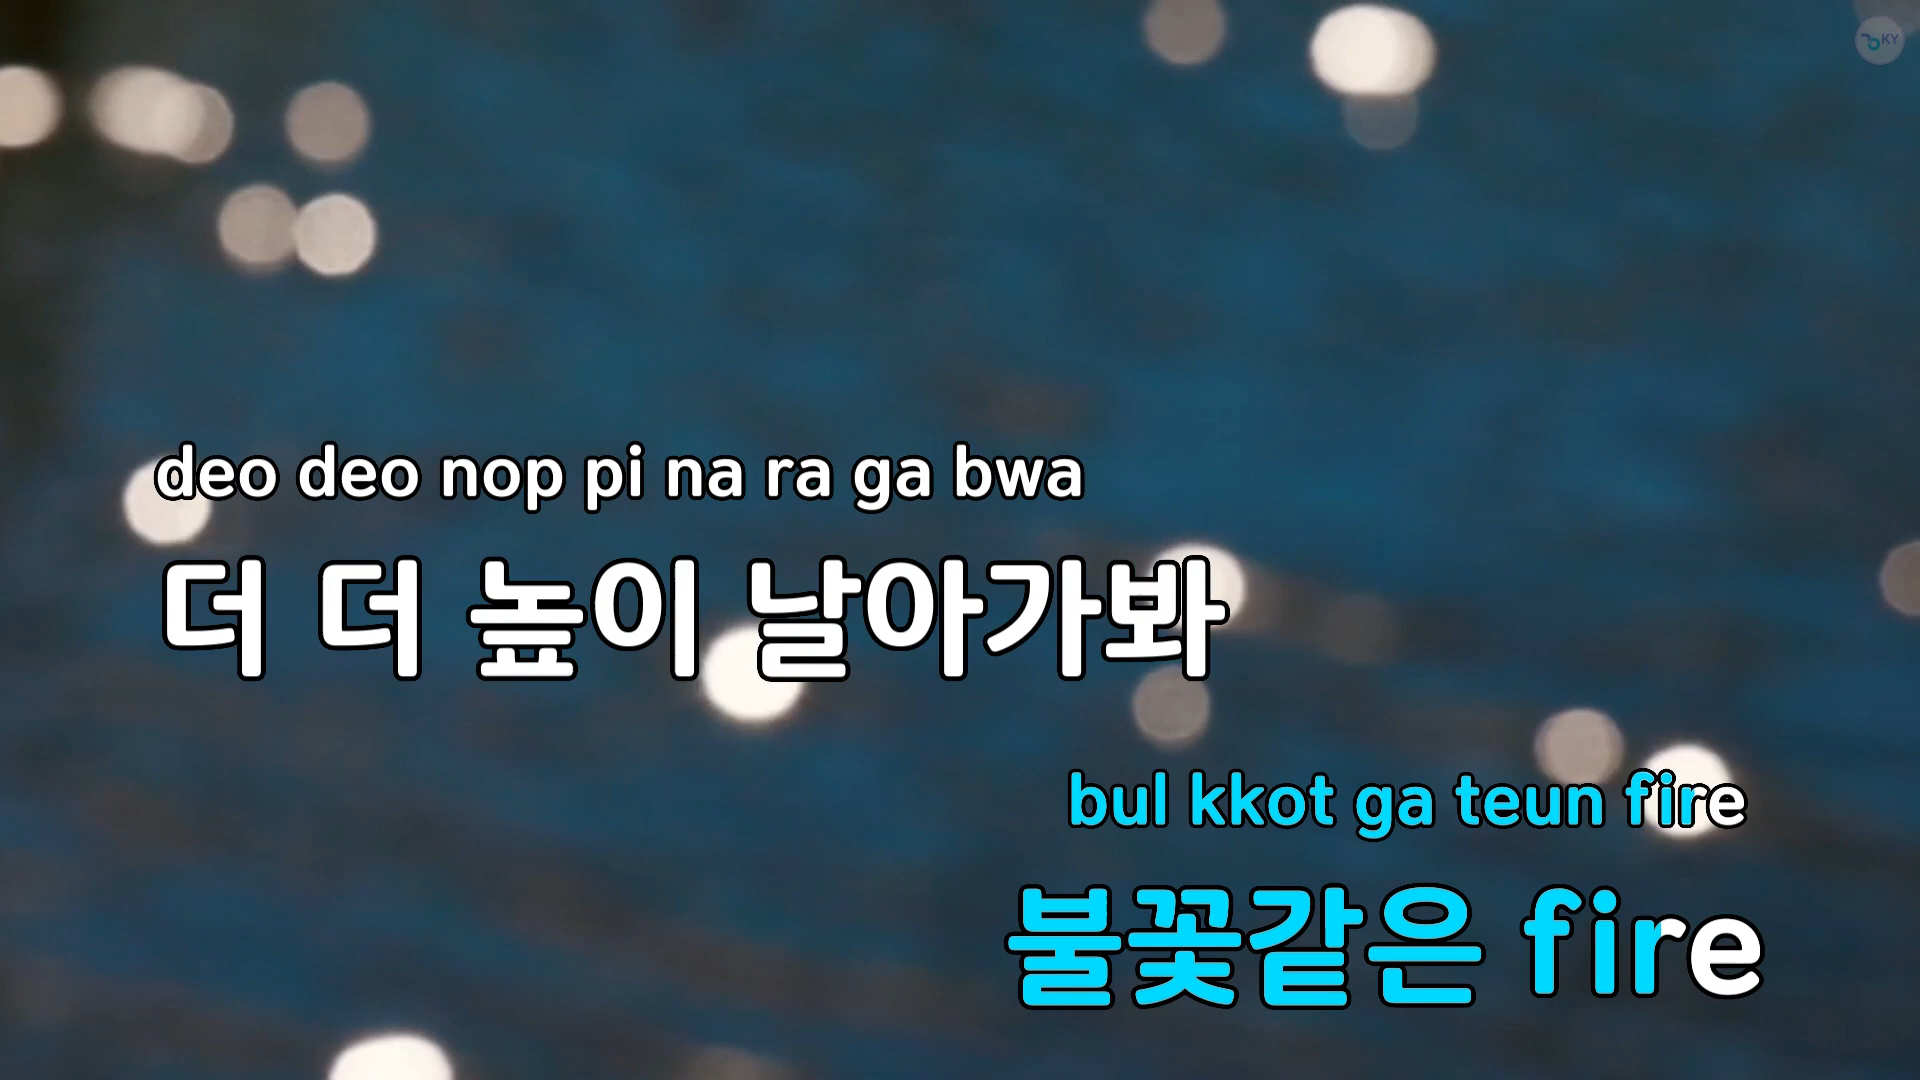 KY
deo deo nop pi na ra ga bwa
더 더 높이 날아가봐
bul kkot ga teun fire
불꽃같은 fire